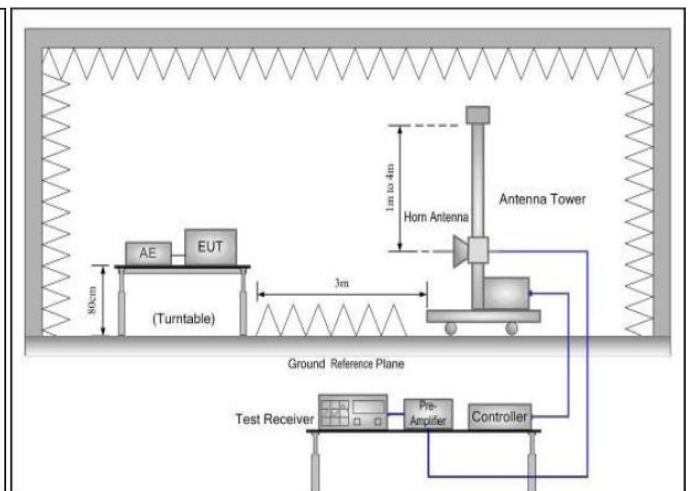 1m to 4m
Horn Antenna
Antenna Tower
AE
EUT
80cm
(Turntable)
3m
Ground Reference Plane
Test Receiver
Pre-
Amplifier
Controller